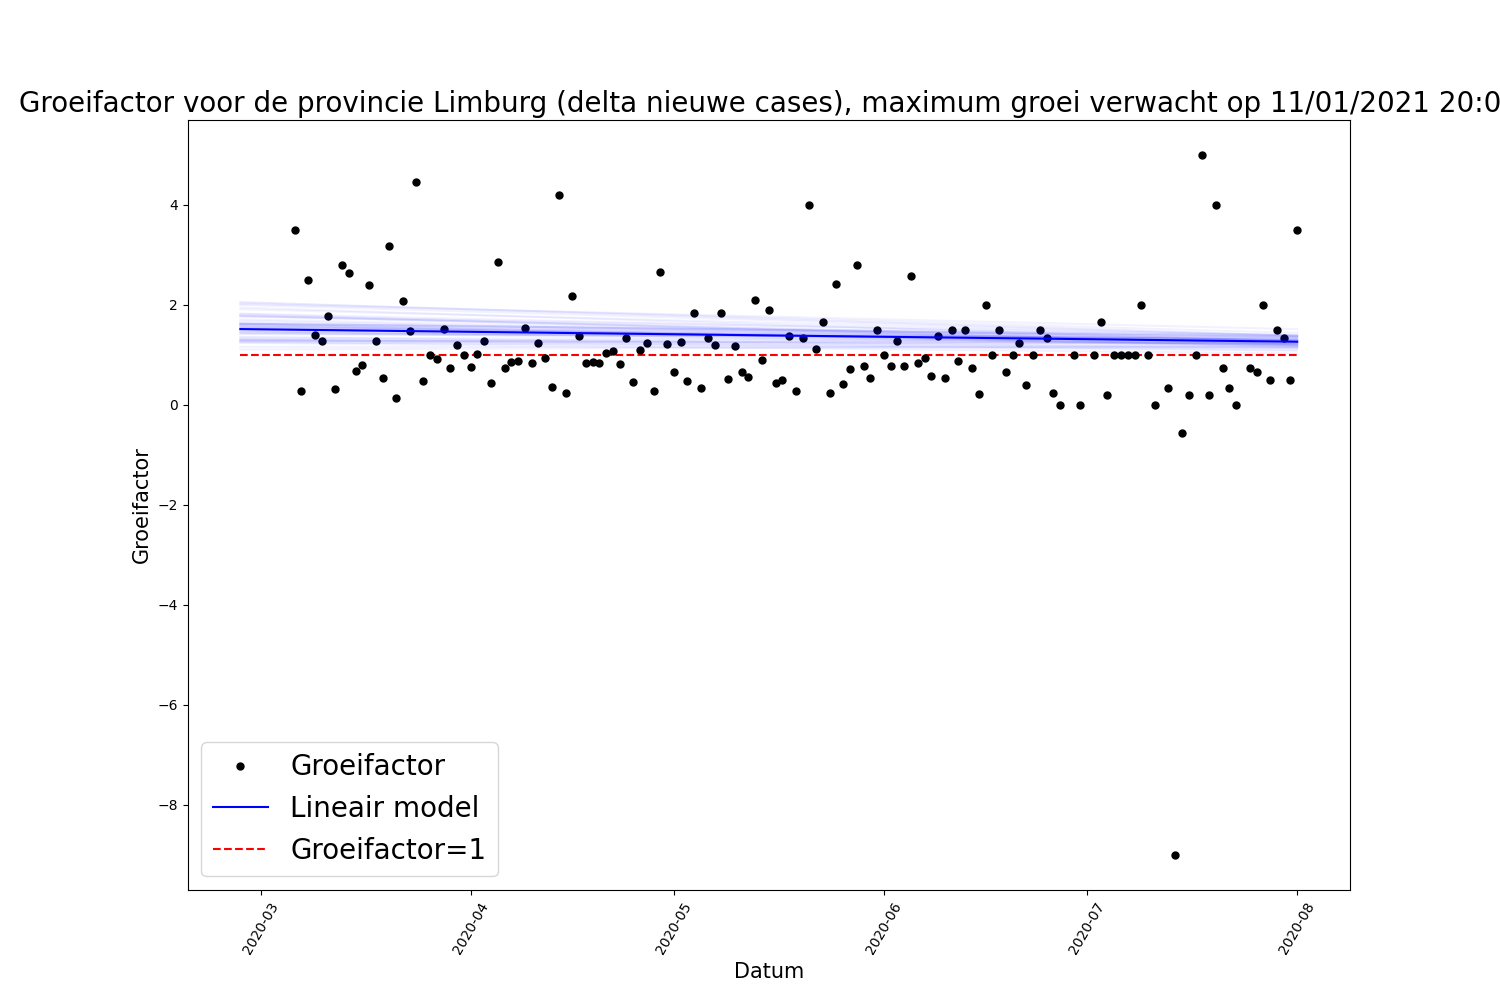 Groeifactor voor de provincie Limburg (delta nieuwe cases), maximum groei verwacht op 11/01/2021 20:0
Groeifactor
4
2
0
−2
−4
−6
−8
Groeifactor
Lineair model
Groeifactor=1
2020-03
2020-04
2020-05
2020-06
2020-07
2020-08
Datum